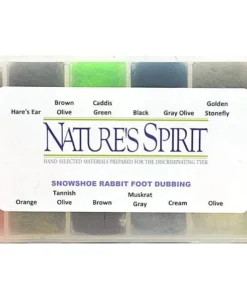 Hare's Ear Brown Olive Caddis Green Black Gray Olive Golden Stonefly
NATURE'S SPIRIT
HAND SELECTED MATERIALS PREPARED FOR THE DISCRIMINATING TYER
SNOWSHOE RABBIT FOOT DUBBING
Orange Tannish Olive Brown Muskrat Gray Cream Olive